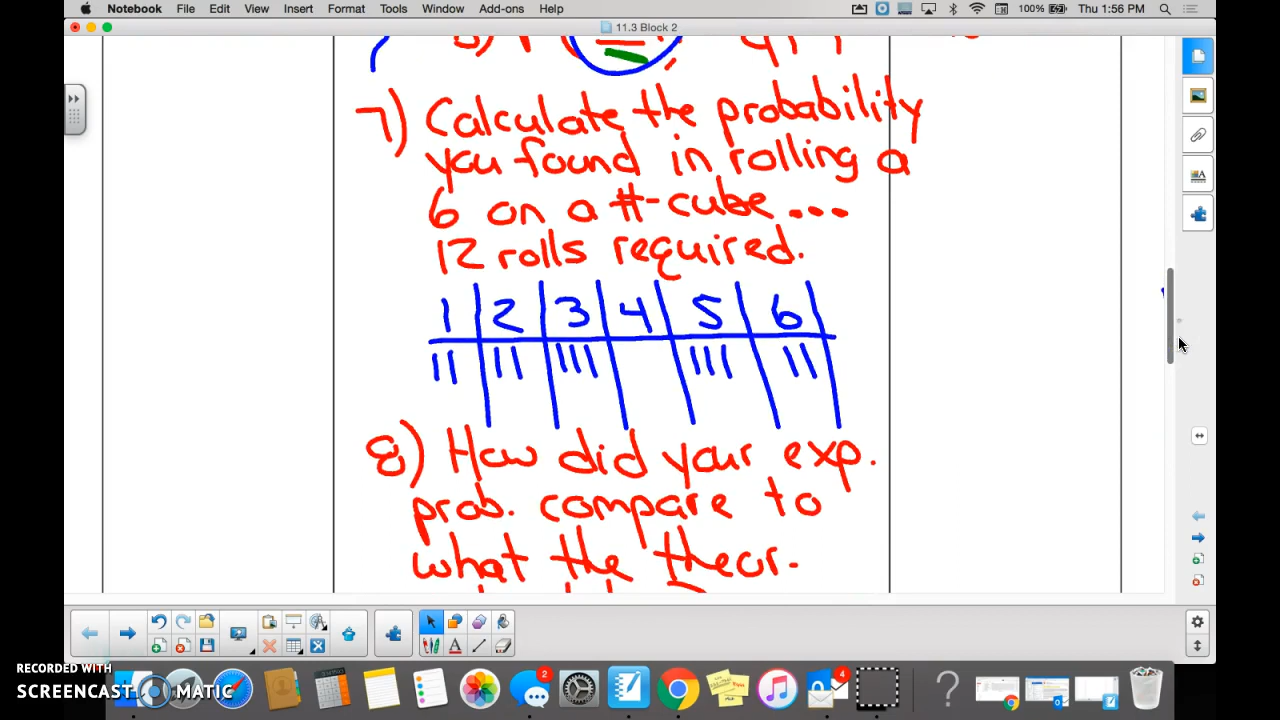 Notebook File Edit View Insert Format Tools Window Add-ons Help 100% Thu 1:56 PM
11.3 Block 2
7) Calculate the probability
you found in rolling a
6 on a #-cube...
12 rolls required.
1 2 3 4 5 6
|| || |||| ||| ||
8) How did your exp.
prob. compare to
what the theor.
2 4
RECORDED WITH
SCREENCAST-O-MATIC